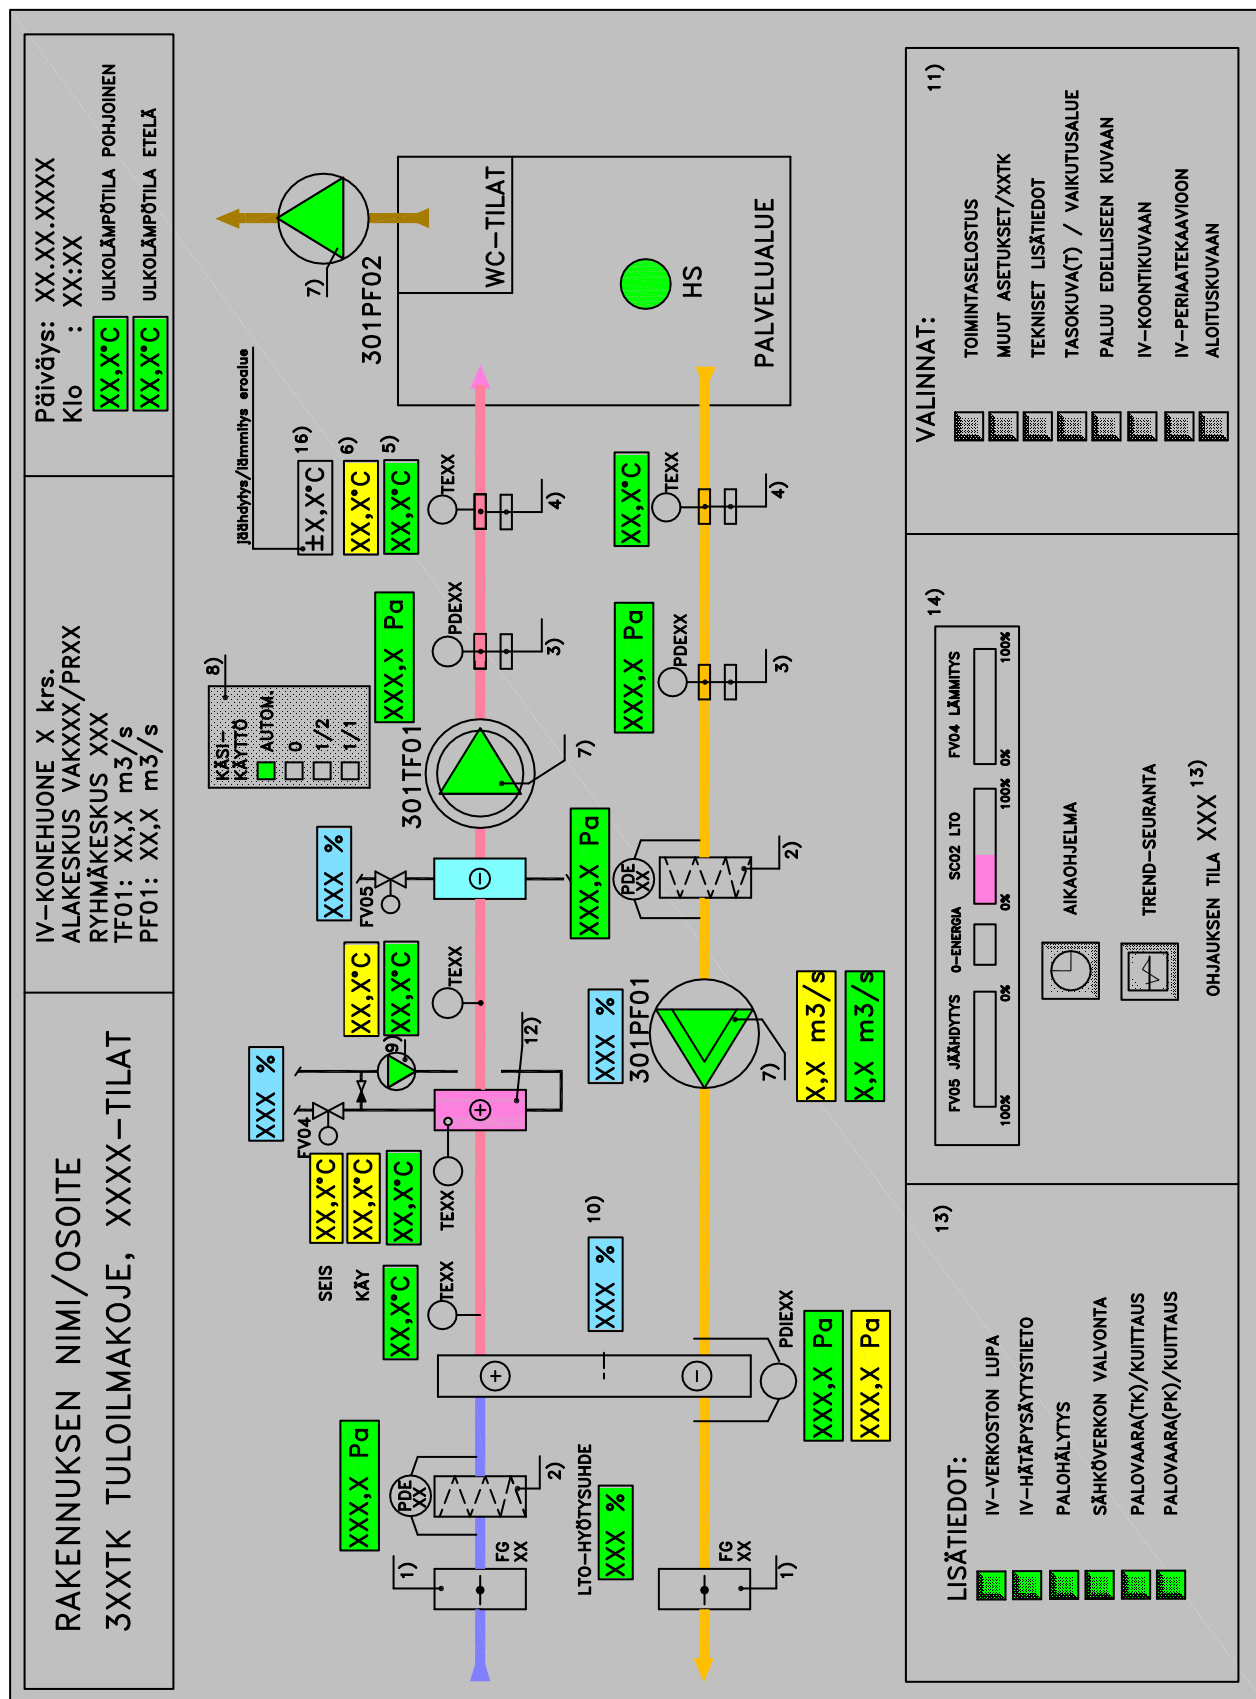 RAKENNUKSEN NIMI/OSOITE
3XXTK TULOILMAKOJE, XXXX-TILAT
IV-KONEHUONE X krs.
ALAKESKUS VAKXXX/PRXX
RYHMÄKESKUS XXX
TF01: XX,X m3/s
PF01: XX,X m3/s
Päiväys: XX.XX.XXXX
Klo : XX:XX
XX,X°C ULKOLÄMPÖTILA POHJOINEN
XX,X°C ULKOLÄMPÖTILA ETELÄ
KÄSI-
KÄYTTÖ
AUTOM.
0
1/2
1/1
8)
jäähdytys/lämmitys eroalue
±X,X°C
16)
XX,X°C
6)
XX,X°C
5)
7)
301PF02
WC-TILAT
HS
PALVELUALUE
XXX %
FV04
XXX %
FV05
9)
SEIS
XX,X°C
KÄY
XX,X°C
XX,X°C
XX,X°C
XX,X°C
XX,X°C
XXX,X Pa
XXX,X Pa
PDE
XX
TEXX
TEXX
TEXX
301TF01
PDEXX
TEXX
1)
FG
XX
2)
+
+
12)
-
7)
3)
4)
LTO-HYÖTYSUHDE
XXX %
XXX %
10)
XXX %
301PF01
XXX,X Pa
PDE
XX
XXX,X Pa
PDEXX
XX,X°C
TEXX
FG
XX
1)
-
PDIEXX
7)
2)
3)
4)
XXX,X Pa
XXX,X Pa
X,X m3/s
X,X m3/s
LISÄTIEDOT:
13)
IV-VERKOSTON LUPA
IV-HÄTÄPYSÄYTYSTIETO
PALOHÄLYTYS
SÄHKÖVERKON VALVONTA
PALOVAARA(TK)/KUITTAUS
PALOVAARA(PK)/KUITTAUS
14)
FV05 JÄÄHDYTYS
0-ENERGIA
SC02 LTO
FV04 LÄMMITYS
100%
0%
0%
100%
0%
100%
AIKAOHJELMA
TREND-SEURANTA
OHJAUKSEN TILA XXX 13)
VALINNAT:
11)
TOIMINTASELOSTUS
MUUT ASETUKSET/XXTK
TEKNISET LISÄTIEDOT
TASOKUVA(T) / VAIKUTUSALUE
PALUU EDELLISEEN KUVAAN
IV-KOONTIKUVAAN
IV-PERIAATEKAAVIOON
ALOITUSKUVAAN